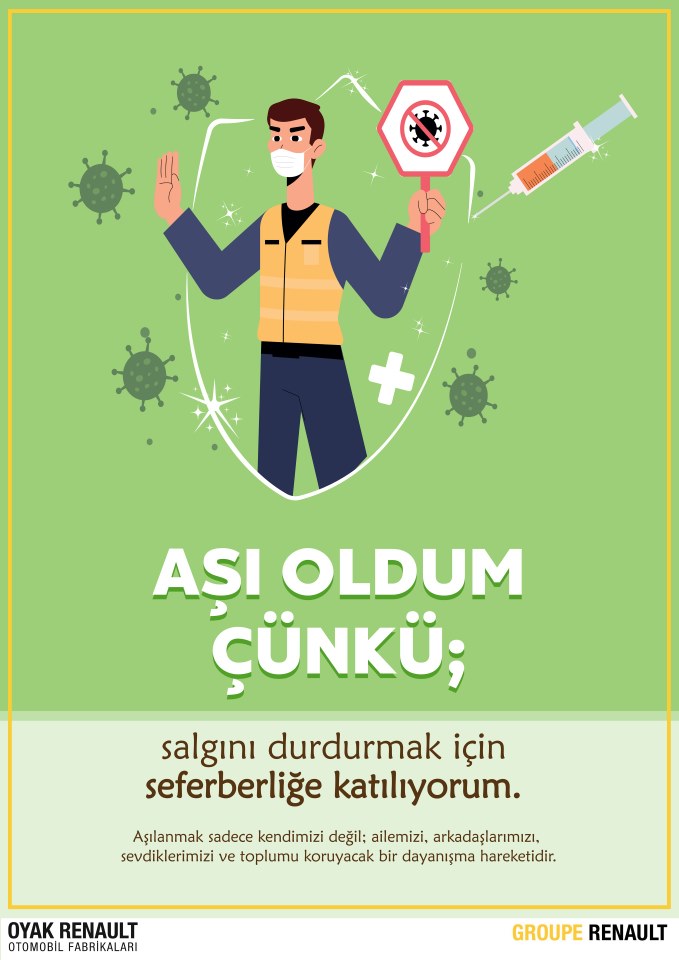 AŞI OLDUM
ÇÜNKÜ;
salgını durdurmak için
seferberliğe katılıyorum.
Aşılanmak sadece kendimizi değil; ailemizi, arkadaşlarımızı,
sevdiklerimizi ve toplumu koruyacak bir dayanışma hareketidir.
OYAK RENAULT
OTOMOBİL FABRİKALARI
GROUPE RENAULT